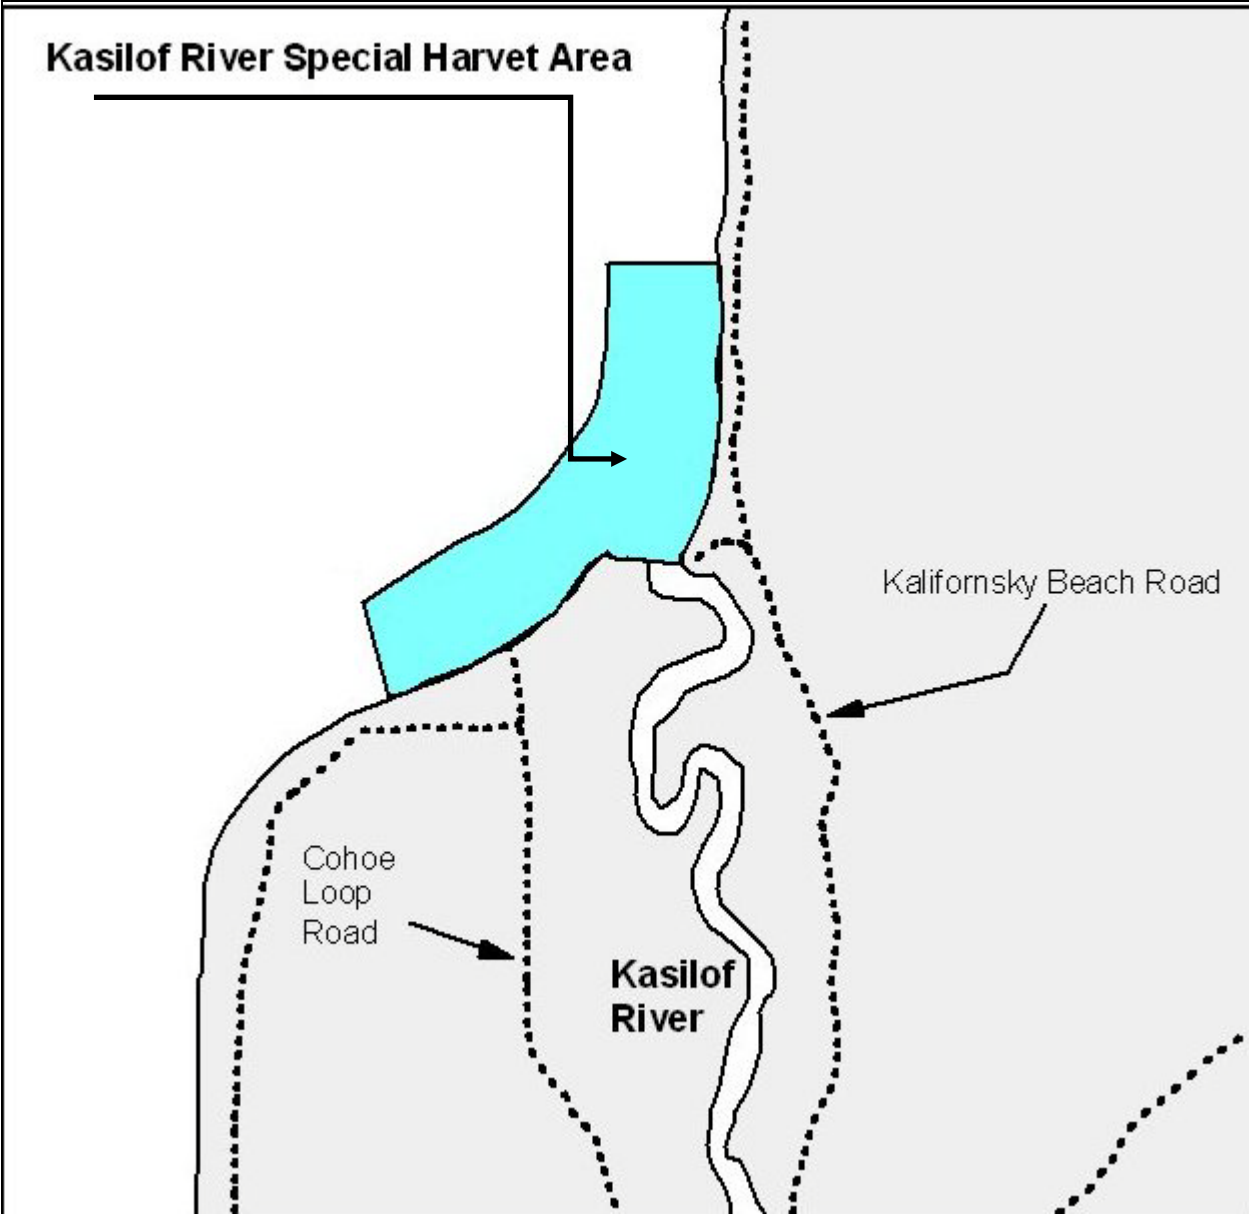 Kasilof River Special Harvet Area
Kalifornsky Beach Road
Cohoe
Loop
Road
Kasilof
River